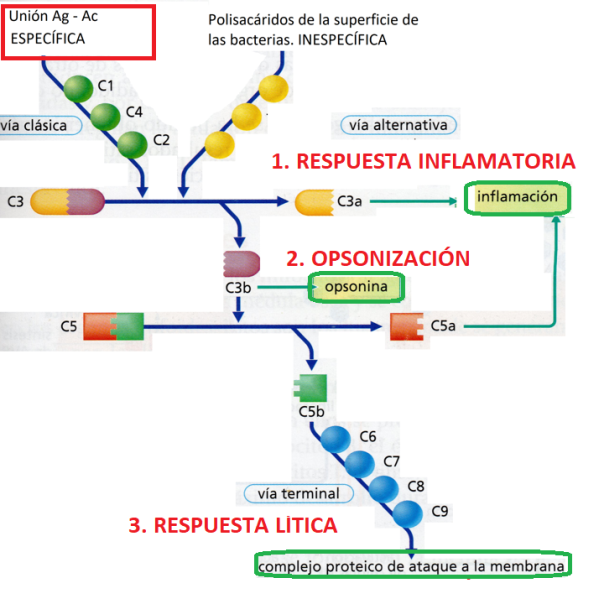 Unión Ag - Ac
ESPECÍFICA
Polisacáridos de la superficie de
las bacterias. INESPECÍFICA
C1
C4
C2
vía clásica
vía alternativa
1. RESPUESTA INFLAMATORIA
C3
C3a
inflamación
2. OPSONIZACIÓN
C3b
opsonina
C5
C5a
C5b
C6
C7
C8
C9
vía terminal
3. RESPUESTA LÌTICA
complejo proteico de ataque a la membrana